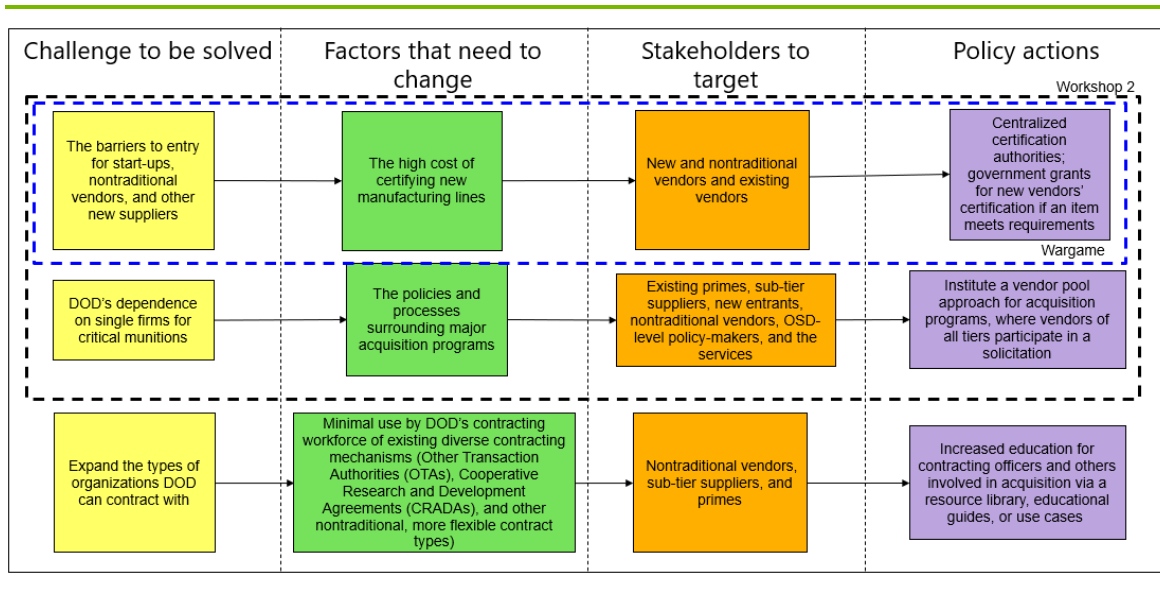 Challenge to be solved
Factors that need to
change
Stakeholders to
target
Policy actions
Workshop 2
The barriers to entry
for start-ups,
nontraditional
vendors, and other
new suppliers
The high cost of
certifying new
manufacturing lines
New and nontraditional
vendors and existing
vendors
Centralized
certification
authorities;
government grants
for new vendors’
certification if an item
meets requirements
Wargame
DOD’s dependence
on single firms for
critical munitions
The policies and
processes
surrounding major
acquisition programs
Existing primes, sub-tier
suppliers, new entrants,
nontraditional vendors, OSD-
level policy-makers, and the
services
Institute a vendor pool
approach for acquisition
programs, where vendors of
all tiers participate in a
solicitation
Expand the types of
organizations DOD
can contract with
Minimal use by DOD’s contracting
workforce of existing diverse contracting
mechanisms (Other Transaction
Authorities (OTAs), Cooperative
Research and Development
Agreements (CRADAs), and other
nontraditional, more flexible contract
types)
Nontraditional vendors,
sub-tier suppliers, and
primes
Increased education for
contracting officers and others
involved in acquisition via a
resource library, educational
guides, or use cases